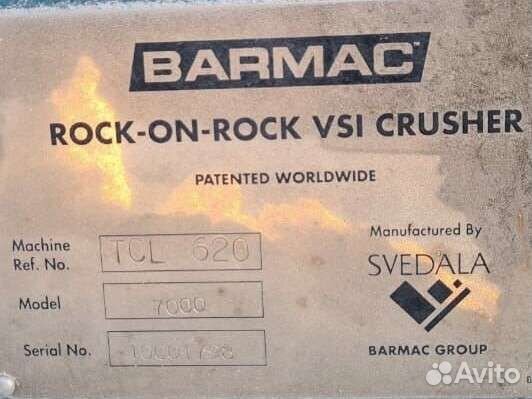 BARMAC™
ROCK-ON-ROCK VSI CRUSHER
PATENTED WORLDWIDE
Machine Ref. No. TCL 620
Model 7000
Serial No.
Manufactured By
SVEDALA
BARMAC GROUP
Avito